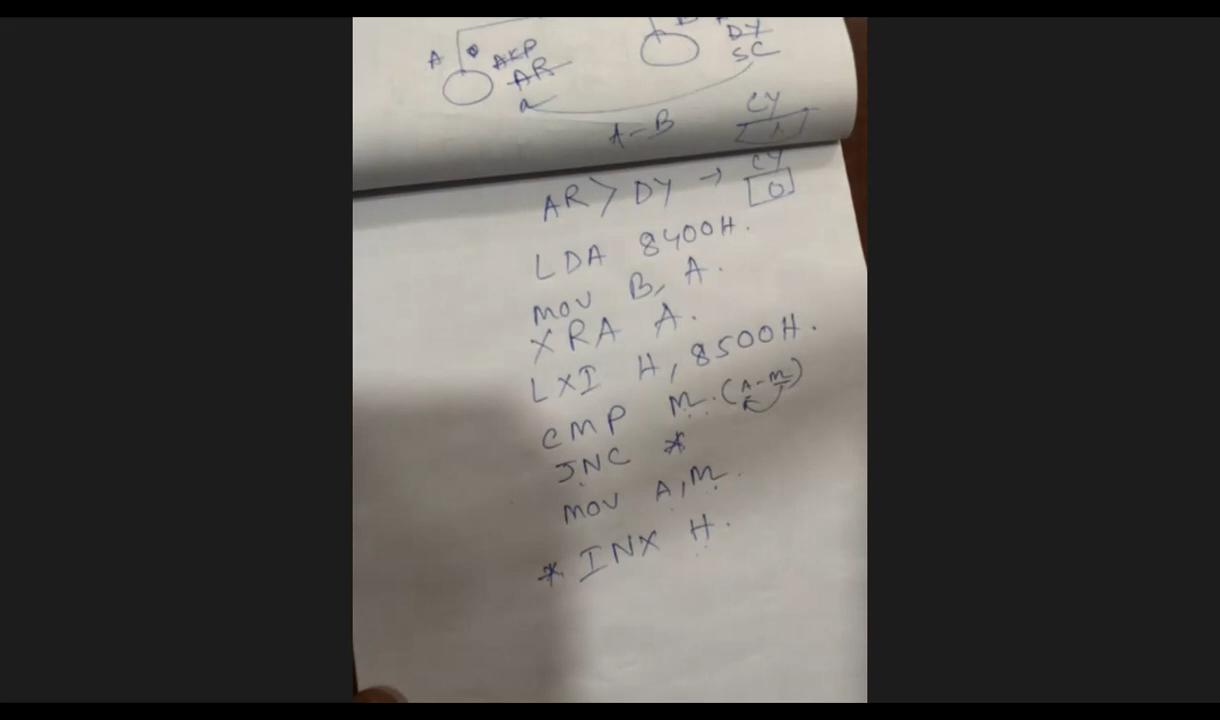 A
AKP
AR
DY
SC
A-B
CY
1
CY
AR > DY → 0
LDA 8400H.
MOV B, A.
XRA A.
LXI H, 8500H.
CMP M. (A-M)
JNC *
MOV A, M.
* INX H.